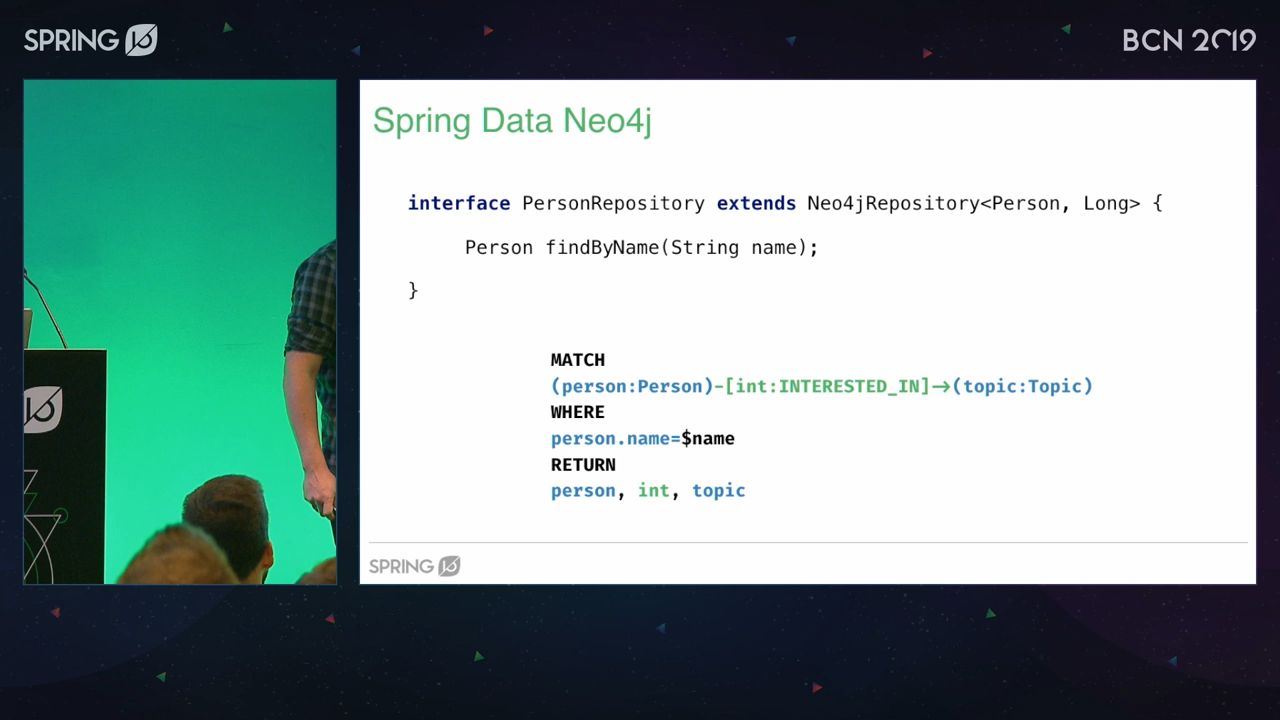 SPRING
BCN 2019
Spring Data Neo4j
interface PersonRepository extends Neo4jRepository<Person, Long> {
Person findByName(String name);
}
MATCH
(person:Person)-[int:INTERESTED_IN]->(topic:Topic)
WHERE
person.name=$name
RETURN
person, int, topic
SPRING